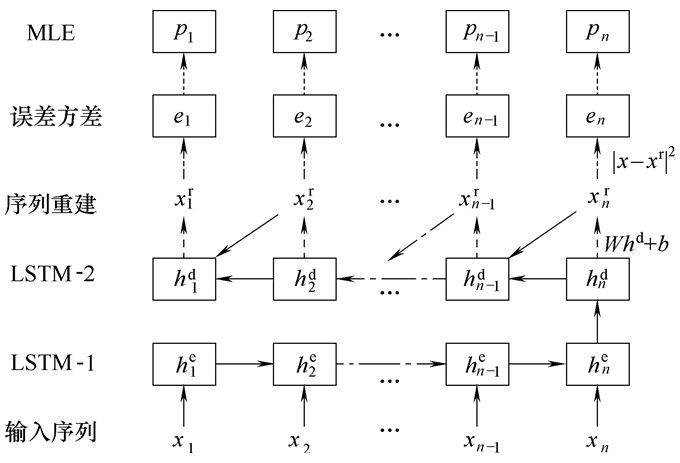 MLE p₁ p₂ ... pₙ₋₁ pₙ
误差方差 e₁ e₂ ... eₙ₋₁ eₙ
|x−xʳ|²
序列重建 x₁ʳ x₂ʳ ... xₙ₋₁ʳ xₙʳ
Whᵈ+b
LSTM-2 h₁ᵈ h₂ᵈ ... hₙ₋₁ᵈ hₙᵈ
LSTM-1 h₁ᵉ h₂ᵉ ... hₙ₋₁ᵉ hₙᵉ
输入序列 x₁ x₂ ... xₙ₋₁ xₙ